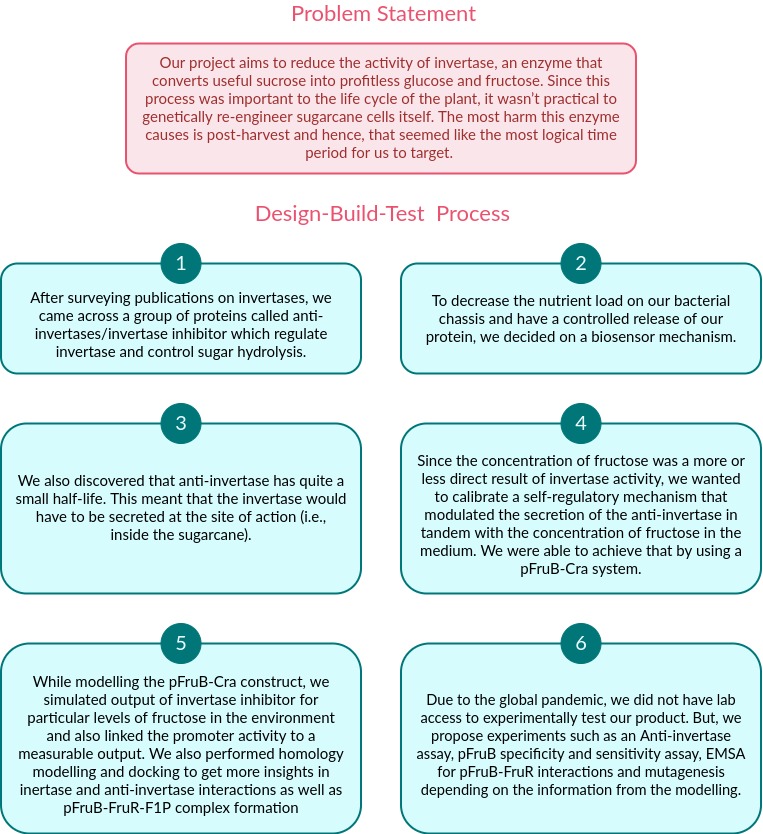 Problem Statement
Our project aims to reduce the activity of invertase, an enzyme that
converts useful sucrose into profitless glucose and fructose. Since this
process was important to the life cycle of the plant, it wasn't practical to
genetically re-engineer sugarcane cells itself. The most harm this enzyme
causes is post-harvest and hence, that seemed like the most logical time
period for us to target.
Design-Build-Test Process
1
After surveying publications on invertases, we
came across a group of proteins called anti-
invertases/invertase inhibitor which regulate
invertase and control sugar hydrolysis.
2
To decrease the nutrient load on our bacterial
chassis and have a controlled release of our
protein, we decided on a biosensor mechanism.
3
We also discovered that anti-invertase has quite a
small half-life. This meant that the invertase would
have to be secreted at the site of action (i.e.,
inside the sugarcane).
4
Since the concentration of fructose was a more or
less direct result of invertase activity, we wanted
to calibrate a self-regulatory mechanism that
modulated the secretion of the anti-invertase in
tandem with the concentration of fructose in the
medium. We were able to achieve that by using a
pFruB-Cra system.
5
While modelling the pFruB-Cra construct, we
simulated output of invertase inhibitor for
particular levels of fructose in the environment
and also linked the promoter activity to a
measurable output. We also performed homology
modelling and docking to get more insights in
inertase and anti-invertase interactions as well as
pFruB-FruR-F1P complex formation
6
Due to the global pandemic, we did not have lab
access to experimentally test our product. But, we
propose experiments such as an Anti-invertase
assay, pFruB specificity and sensitivity assay, EMSA
for pFruB-FruR interactions and mutagenesis
depending on the information from the modelling.